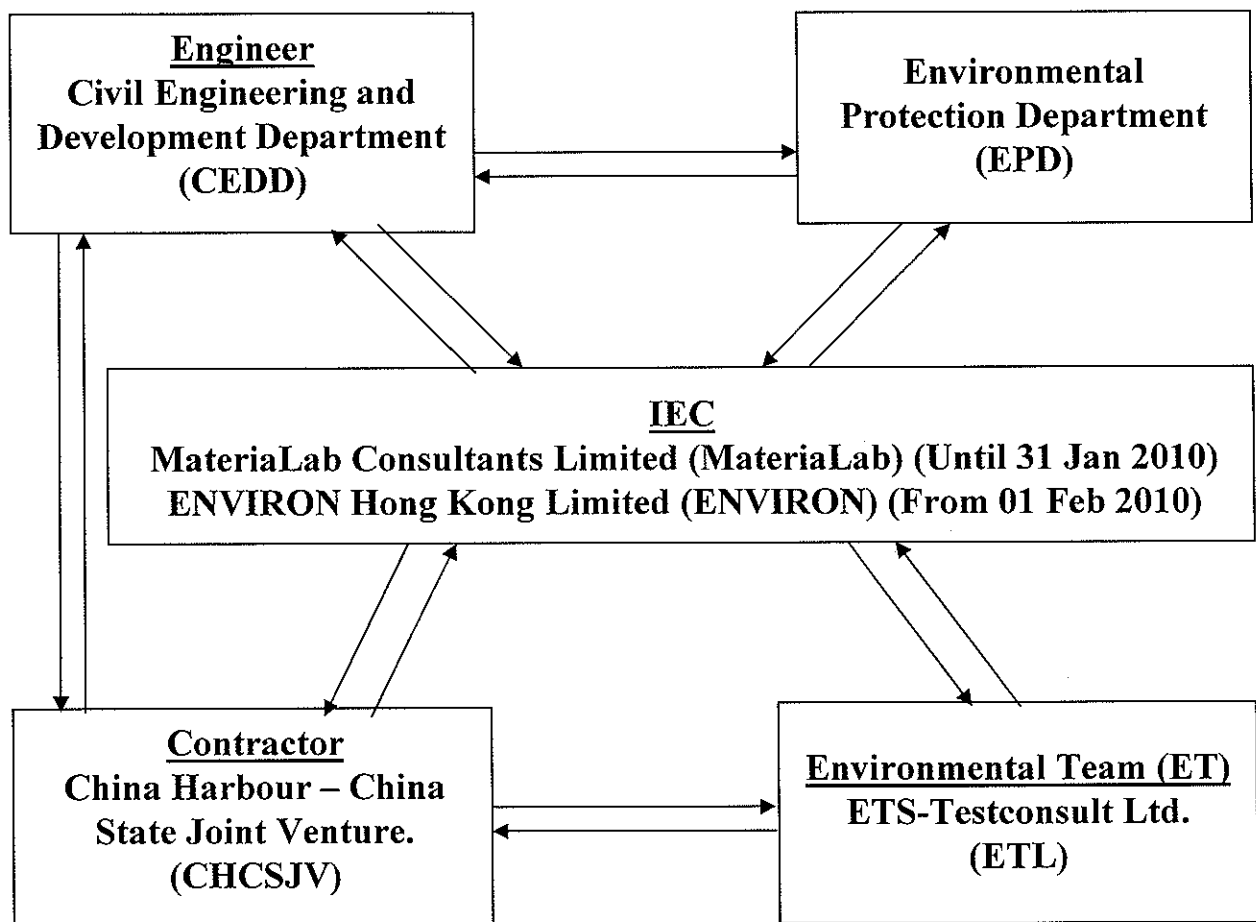 Engineer
Civil Engineering and
Development Department
(CEDD)
Environmental
Protection Department
(EPD)
IEC
MateriaLab Consultants Limited (MateriaLab) (Until 31 Jan 2010)
ENVIRON Hong Kong Limited (ENVIRON) (From 01 Feb 2010)
Contractor
China Harbour – China
State Joint Venture.
(CHCSJV)
Environmental Team (ET)
ETS-Testconsult Ltd.
(ETL)